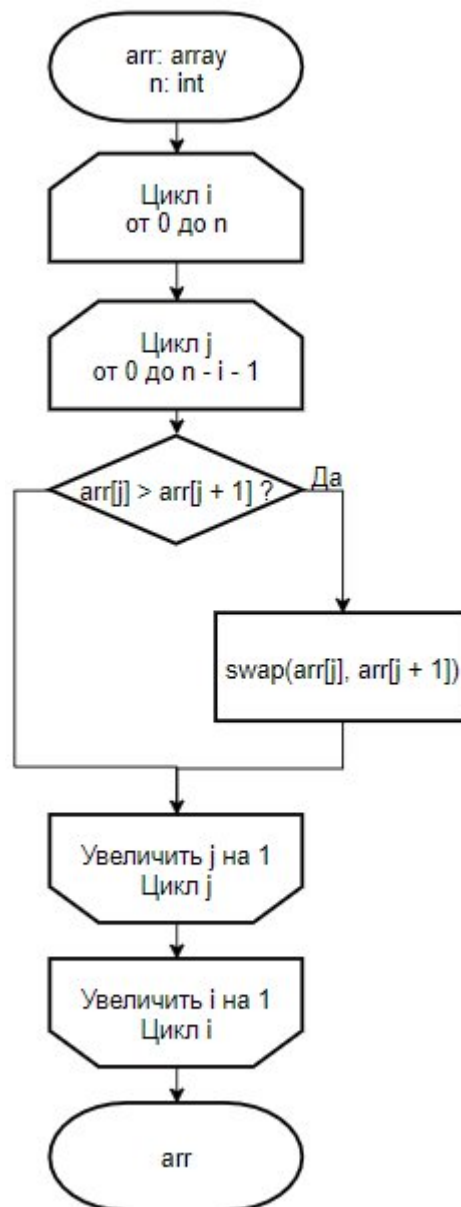 arr: array
n: int
Цикл i
от 0 до n
Цикл j
от 0 до n - i - 1
arr[j] > arr[j + 1] ?
Да
swap(arr[j], arr[j + 1])
Увеличить j на 1
Цикл j
Увеличить i на 1
Цикл i
arr